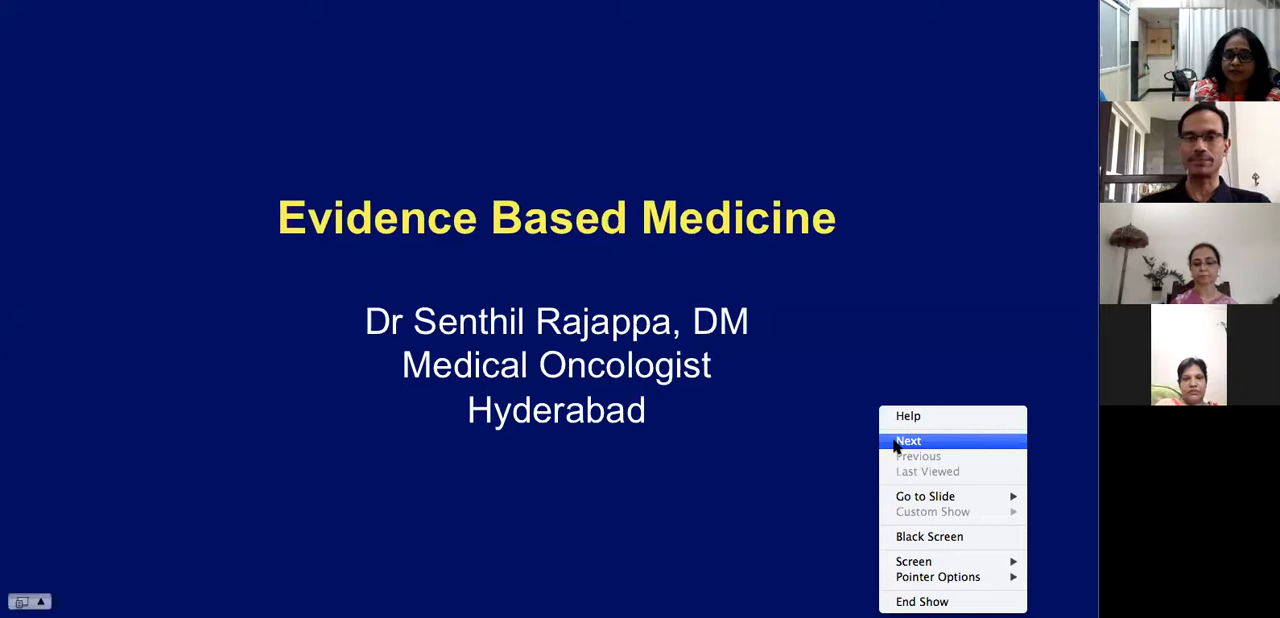 Evidence Based Medicine
Dr Senthil Rajappa, DM
Medical Oncologist
Hyderabad
Help
Next
Previous
Last Viewed
Go to Slide
Custom Show
Black Screen
Screen
Pointer Options
End Show